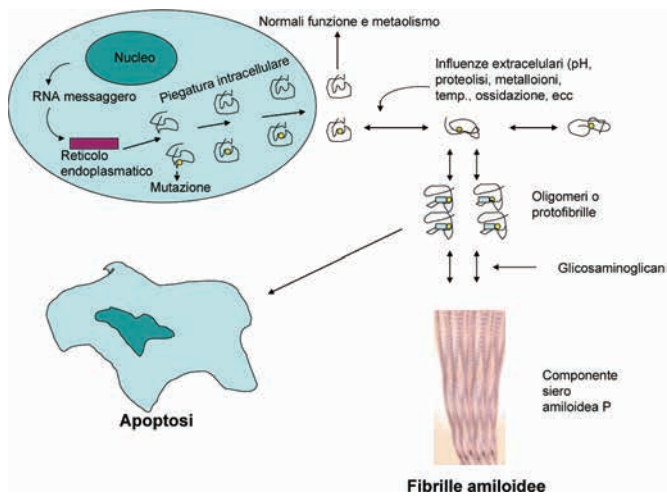 Normali funzione e metaolismo
Nucleo
Piegatura intracellulare
RNA messaggero
Reticolo
endoplasmatico
Mutazione
Influenze extracelulari (pH,
proteolisi, metalloioni,
temp., ossidazione, ecc
Oligomeri o
protofibrille
Glicosaminoglicani
Componente
siero
amiloidea P
Apoptosi
Fibrille amiloidee